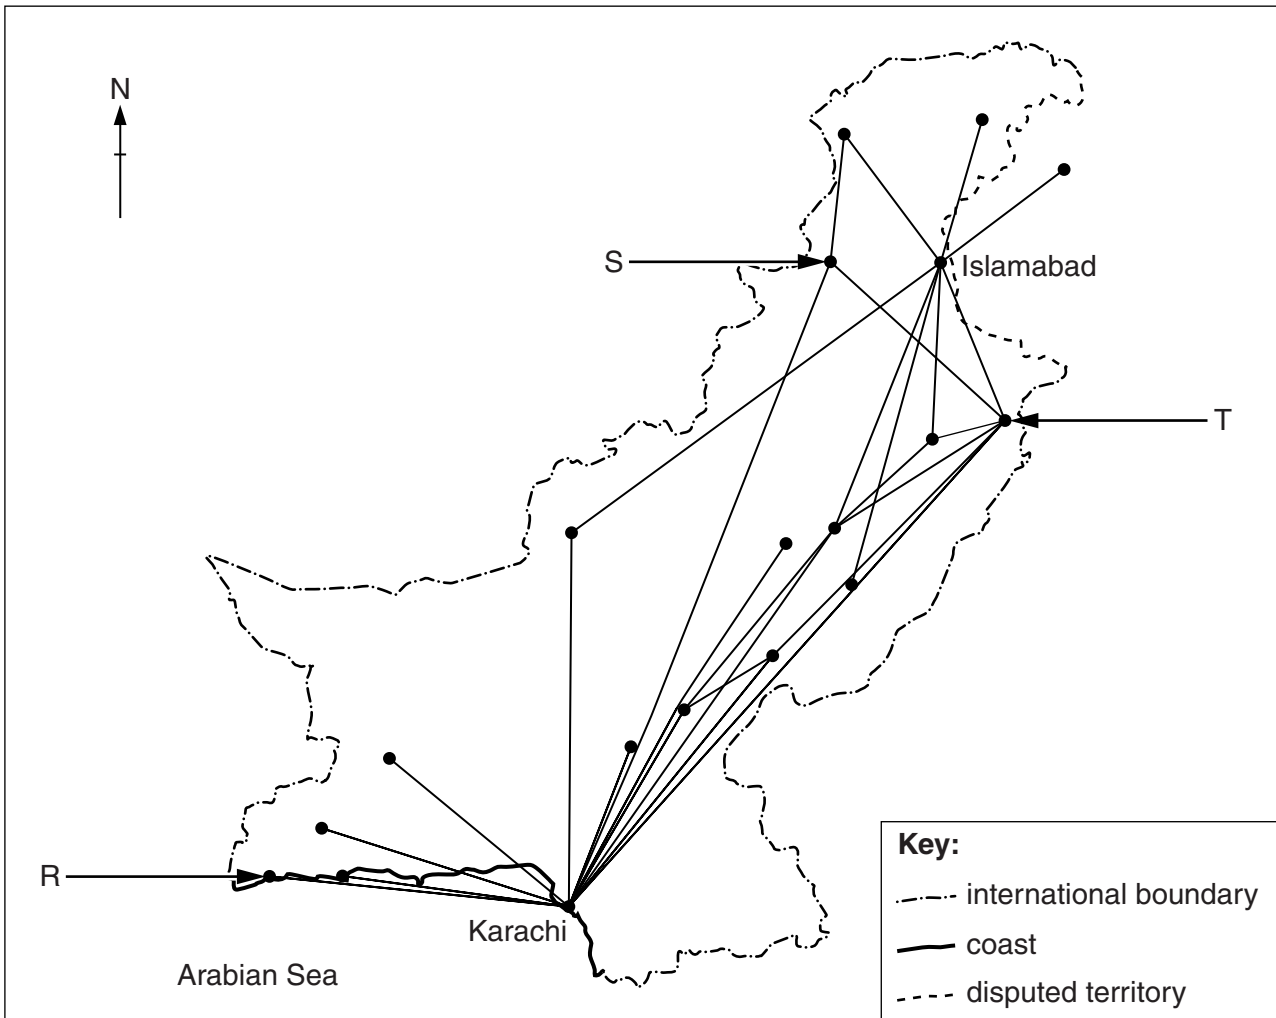 N
S
Islamabad
T
R
Karachi
Arabian Sea
Key:
international boundary
coast
disputed territory